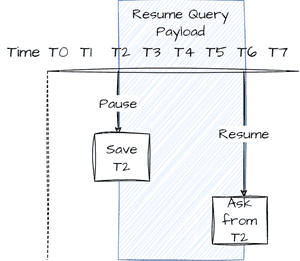 Resume Query
Payload
Time T0 T1 T2 T3 T4 T5 T6 T7
Pause
Resume
Save
T2
Ask
from
T2